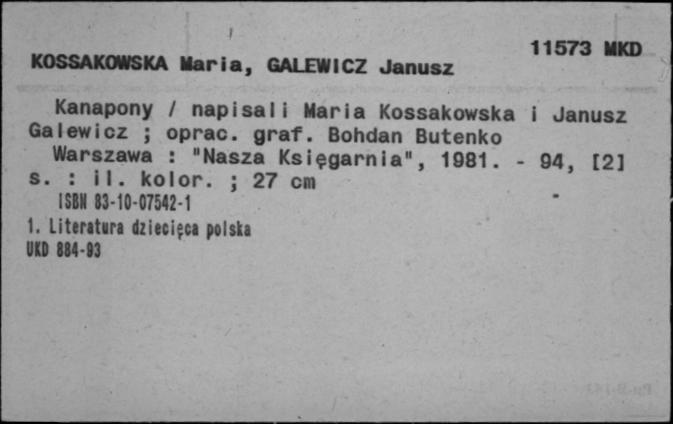 11573 MKD
KOSSAKOWSKA Maria, GALEWICZ Janusz
Kanapony / napisali Maria Kossakowska i Janusz
Galewicz ; oprac. graf. Bohdan Butenko
Warszawa : "Nasza Księgarnia", 1981. - 94, [2]
s. : il. kolor. ; 27 cm
ISBN 83-10-07542-1
1. Literatura dziecięca polska
UKD 884-93